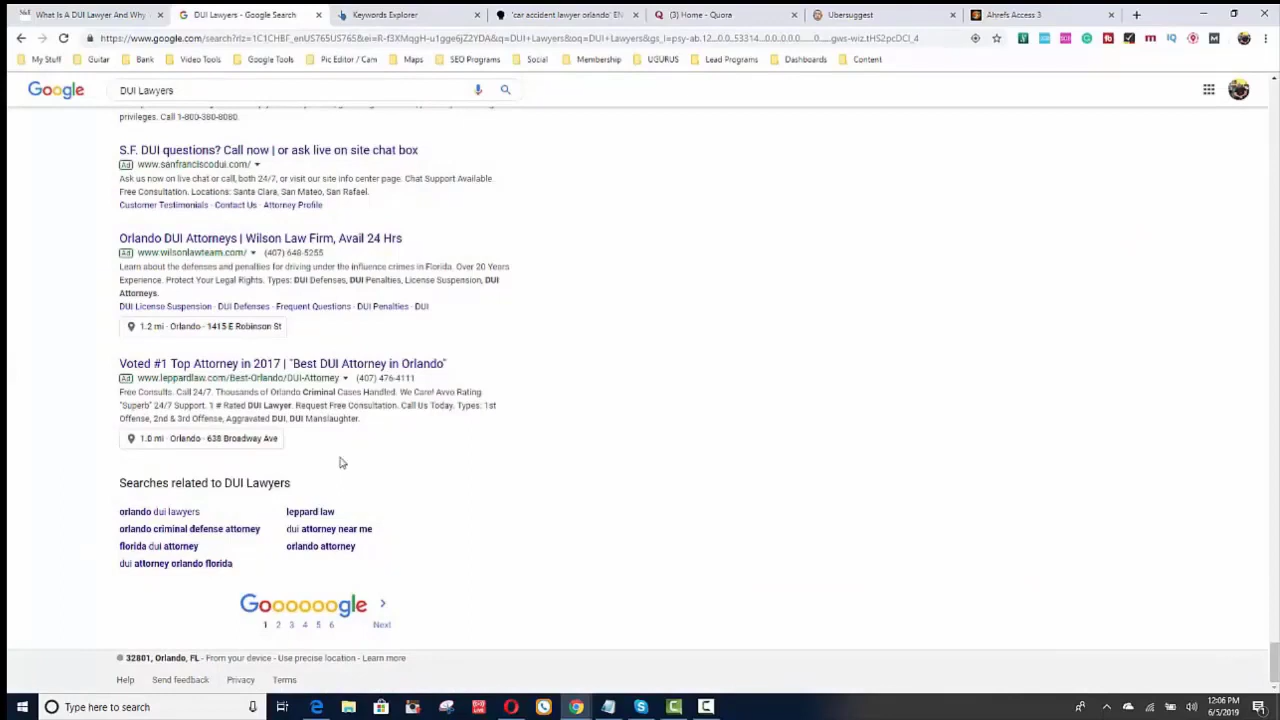 What Is A DUI Lawyer And Why
DUI Lawyers - Google Search
Keywords Explorer
'car accident lawyer orlando' EN
(3) Home - Quora
Ubersuggest
Ahrefs Access 3
My Stuff
Guitar
Bank
Video Tools
Google Tools
Pic Editor / Cam
Maps
SEO Programs
Social
Membership
UGURUS
Lead Programs
Dashboards
Content
Google
DUI Lawyers
privileges. Call 1-800-380-8080.
S.F. DUI questions? Call now | or ask live on site chat box
Ad www.sanfranciscodui.com/
Ask us now on live chat or call, both 24/7, or visit our site info center page. Chat Support Available
Free Consultation. Locations: Santa Clara, San Mateo, San Rafael.
Customer Testimonials · Contact Us · Attorney Profile
Orlando DUI Attorneys | Wilson Law Firm, Avail 24 Hrs
Ad www.wilsonlawteam.com/ (407) 648-5255
Learn about the defenses and penalties for driving under the influence crimes in Florida. Over 20 Years
Experience. Protect Your Legal Rights. Types: DUI Defenses, DUI Penalties, License Suspension, DUI
Attorneys.
DUI License Suspension · DUI Defenses · Frequent Questions · DUI Penalties · DUI
1.2 mi · Orlando · 1415 E Robinson St
Voted #1 Top Attorney in 2017 | "Best DUI Attorney in Orlando"
Ad www.leppardlaw.com/Best-Orlando/DUI-Attorney (407) 476-4111
Free Consults. Call 24/7. Thousands of Orlando Criminal Cases Handled. We Care! Avvo Rating
"Superb" 24/7 Support. 1 # Rated DUI Lawyer. Request Free Consultation. Call Us Today. Types: 1st
Offense, 2nd & 3rd Offense, Aggravated DUI, DUI Manslaughter.
1.0 mi · Orlando · 638 Broadway Ave
Searches related to DUI Lawyers
orlando dui lawyers
leppard law
orlando criminal defense attorney
dui attorney near me
florida dui attorney
orlando attorney
dui attorney orlando florida
Goooooogle
1 2 3 4 5 6 Next
32801, Orlando, FL - From your device - Use precise location - Learn more
Help Send feedback Privacy Terms
Type here to search
12:06 PM
6/5/2019